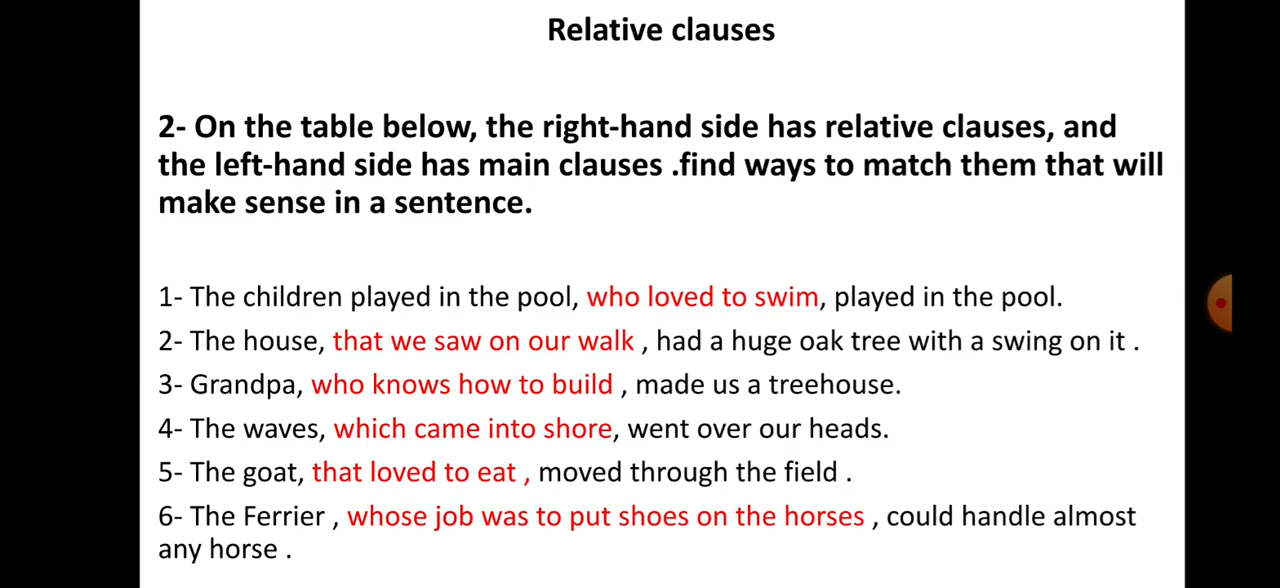 Relative clauses
2- On the table below, the right-hand side has relative clauses, and
the left-hand side has main clauses .find ways to match them that will
make sense in a sentence.
1- The children played in the pool, who loved to swim, played in the pool.
2- The house, that we saw on our walk , had a huge oak tree with a swing on it .
3- Grandpa, who knows how to build , made us a treehouse.
4- The waves, which came into shore, went over our heads.
5- The goat, that loved to eat , moved through the field .
6- The Ferrier , whose job was to put shoes on the horses , could handle almost
any horse .